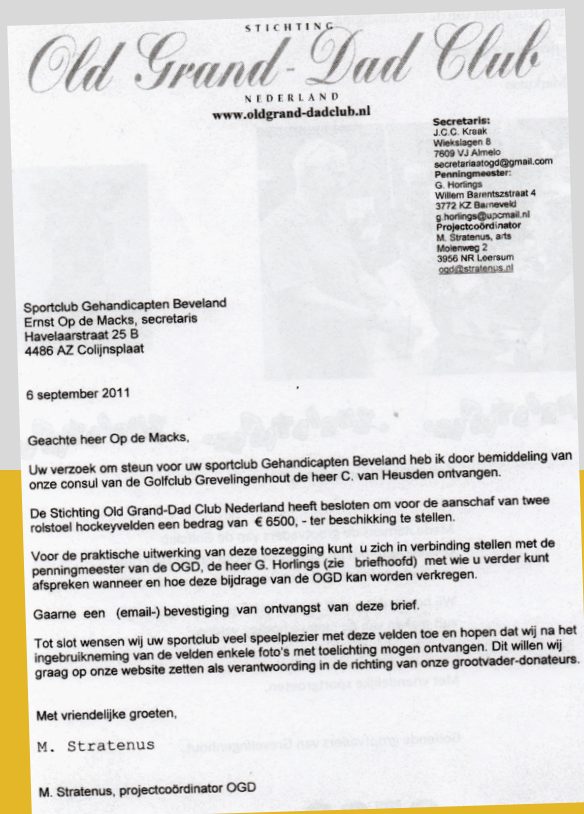 STICHTING
Old Grand-Dad Club
NEDERLAND
www.oldgrand-dadclub.nl
Secretaris:
J.C.C. Kraak
Wiekslagen 8
7609 VJ Almelo
secretariaatogd@gmail.com
Penningmeester:
G. Horlings
Willem Barentszstraat 4
3772 KZ Barneveld
g.horlings@upcmail.nl
Projectcoördinator
M. Stratenus, arts
Molenweg 2
3956 NR Leersum
ogd@stratenus.nl
Sportclub Gehandicapten Beveland
Ernst Op de Macks, secretaris
Havelaarstraat 25 B
4486 AZ Colijnsplaat
6 september 2011
Geachte heer Op de Macks,
Uw verzoek om steun voor uw sportclub Gehandicapten Beveland heb ik door bemiddeling van
onze consul van de Golfclub Grevelingenhout de heer C. van Heusden ontvangen.
De Stichting Old Grand-Dad Club Nederland heeft besloten om voor de aanschaf van twee
rolstoel hockeyvelden een bedrag van € 6500, - ter beschikking te stellen.
Voor de praktische uitwerking van deze toezegging kunt u zich in verbinding stellen met de
penningmeester van de OGD, de heer G. Horlings (zie briefhoofd) met wie u verder kunt
afspreken wanneer en hoe deze bijdrage van de OGD kan worden verkregen.
Gaarne een (email-) bevestiging van ontvangst van deze brief.
Tot slot wensen wij uw sportclub veel speelplezier met deze velden toe en hopen dat wij na het
ingebruikneming van de velden enkele foto's met toelichting mogen ontvangen. Dit willen wij
graag op onze website zetten als verantwoording in de richting van onze grootvader-donateurs.
Met vriendelijke groeten,
M. Stratenus
M. Stratenus, projectcoördinator OGD